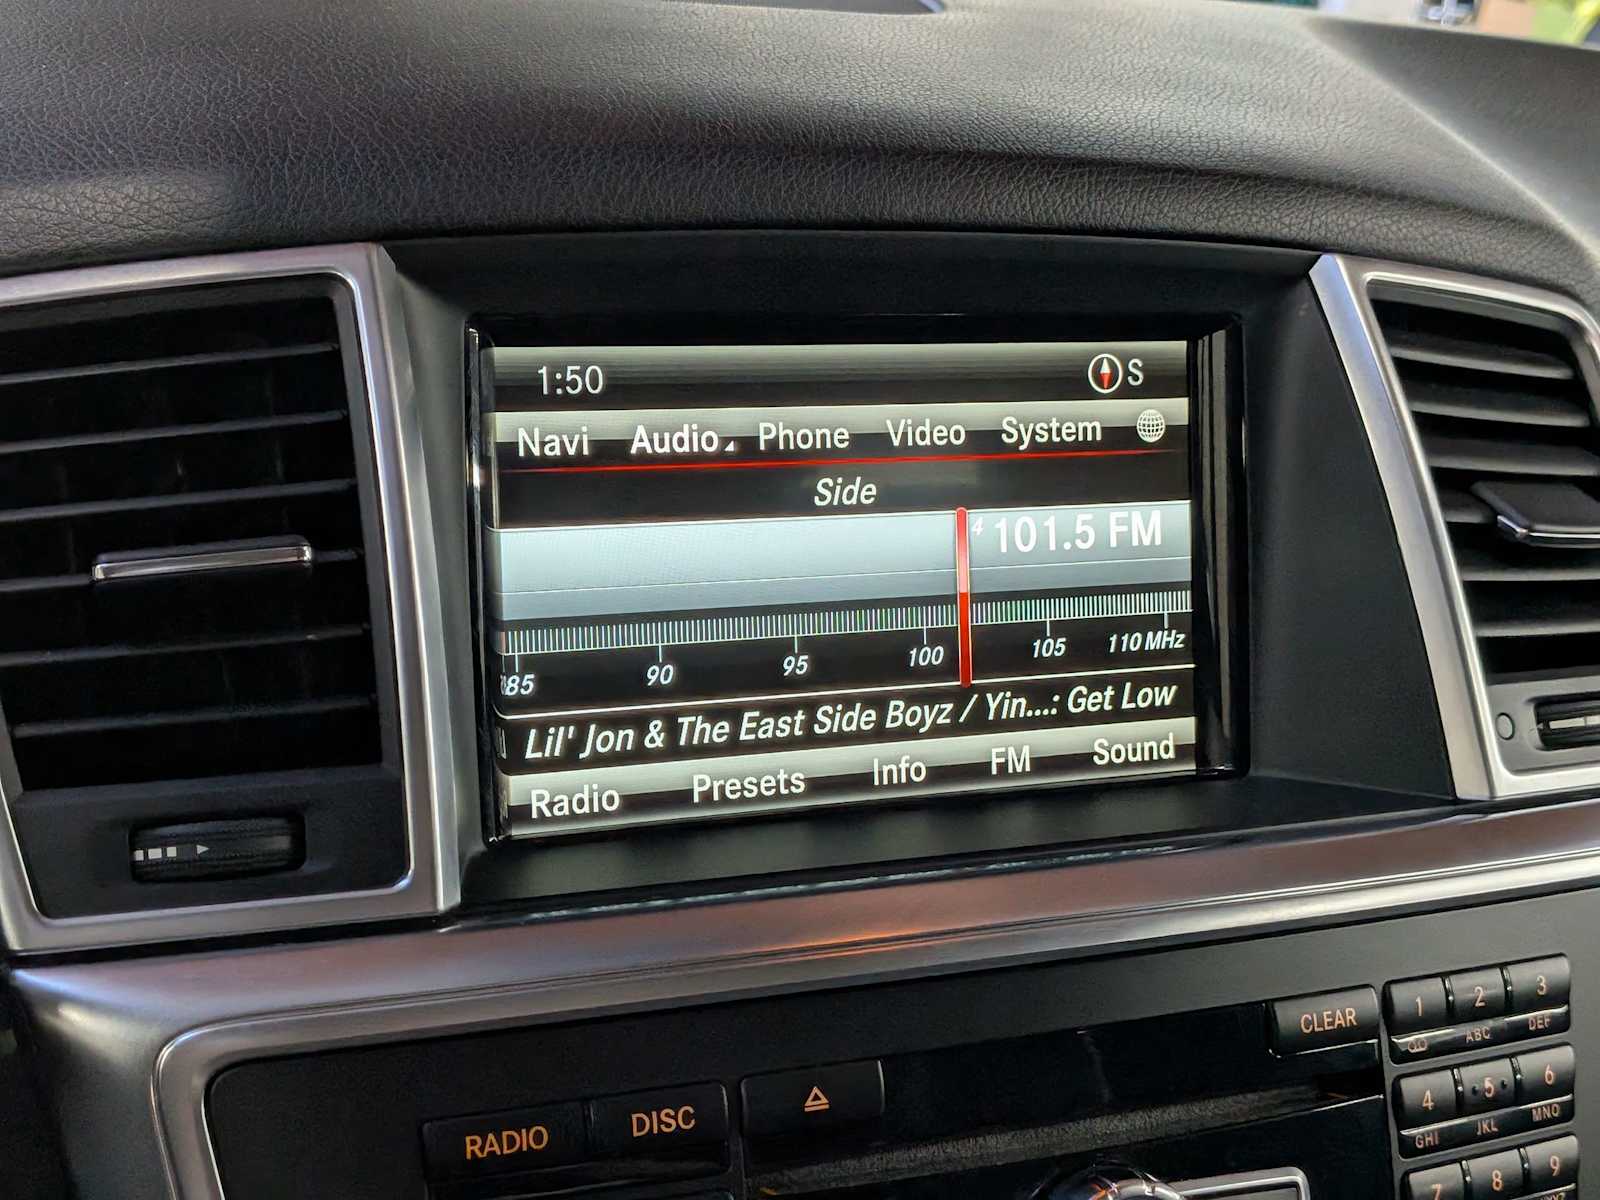 1:50 S
Navi Audio Phone Video System
Side
4 101.5 FM
85 90 95 100 105 110 MHz
Lil' Jon & The East Side Boyz / Yin...: Get Low
Radio Presets Info FM Sound
CLEAR 1 2 3
ABC DEF
4 5 6
GHI JKL MNO
RADIO DISC
7 8 9